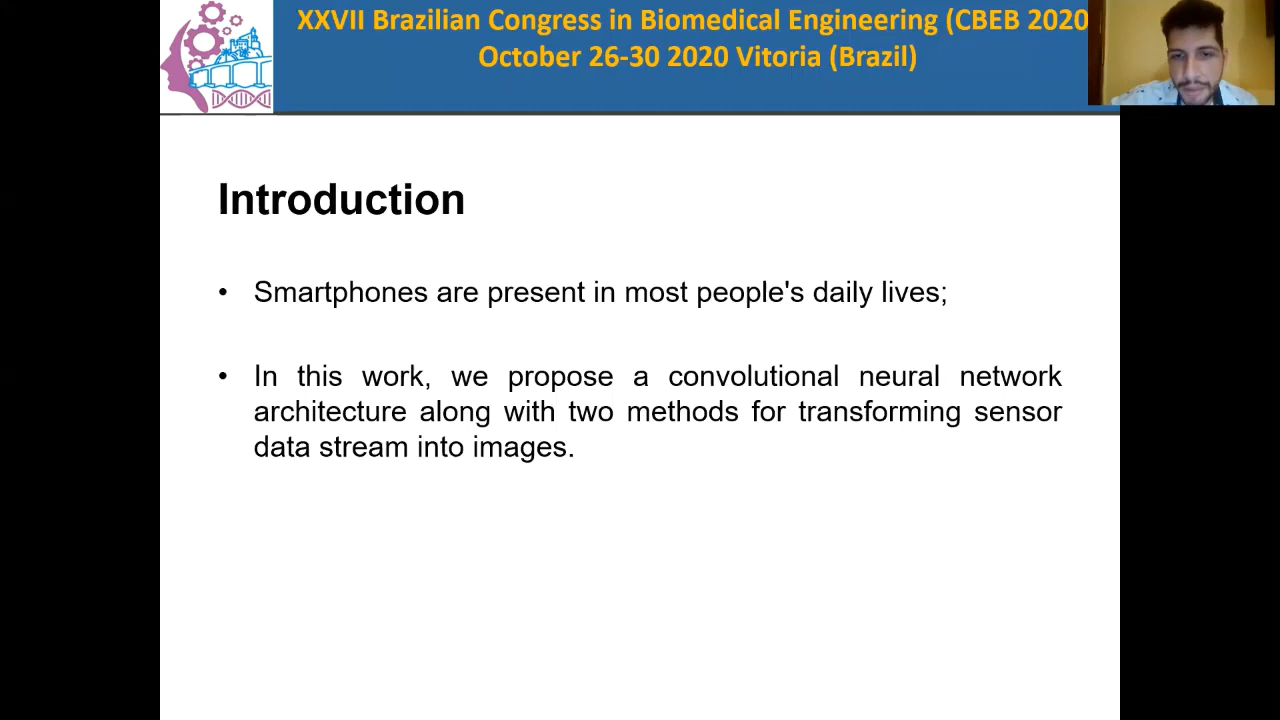 XXVII Brazilian Congress in Biomedical Engineering (CBEB 2020
October 26-30 2020 Vitoria (Brazil)
Introduction
• Smartphones are present in most people's daily lives;
• In this work, we propose a convolutional neural network
architecture along with two methods for transforming sensor
data stream into images.